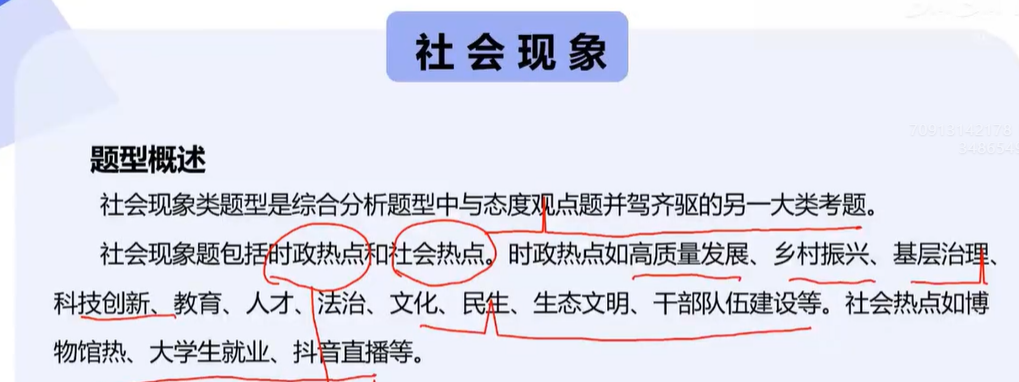 社会现象
题型概述
社会现象类题型是综合分析题型中与态度观点题并驾齐驱的另一大类考题。
社会现象题包括时政热点和社会热点。时政热点如高质量发展、乡村振兴、基层治理、
科技创新、教育、人才、法治、文化、民生、生态文明、干部队伍建设等。社会热点如博
物馆热、大学生就业、抖音直播等。